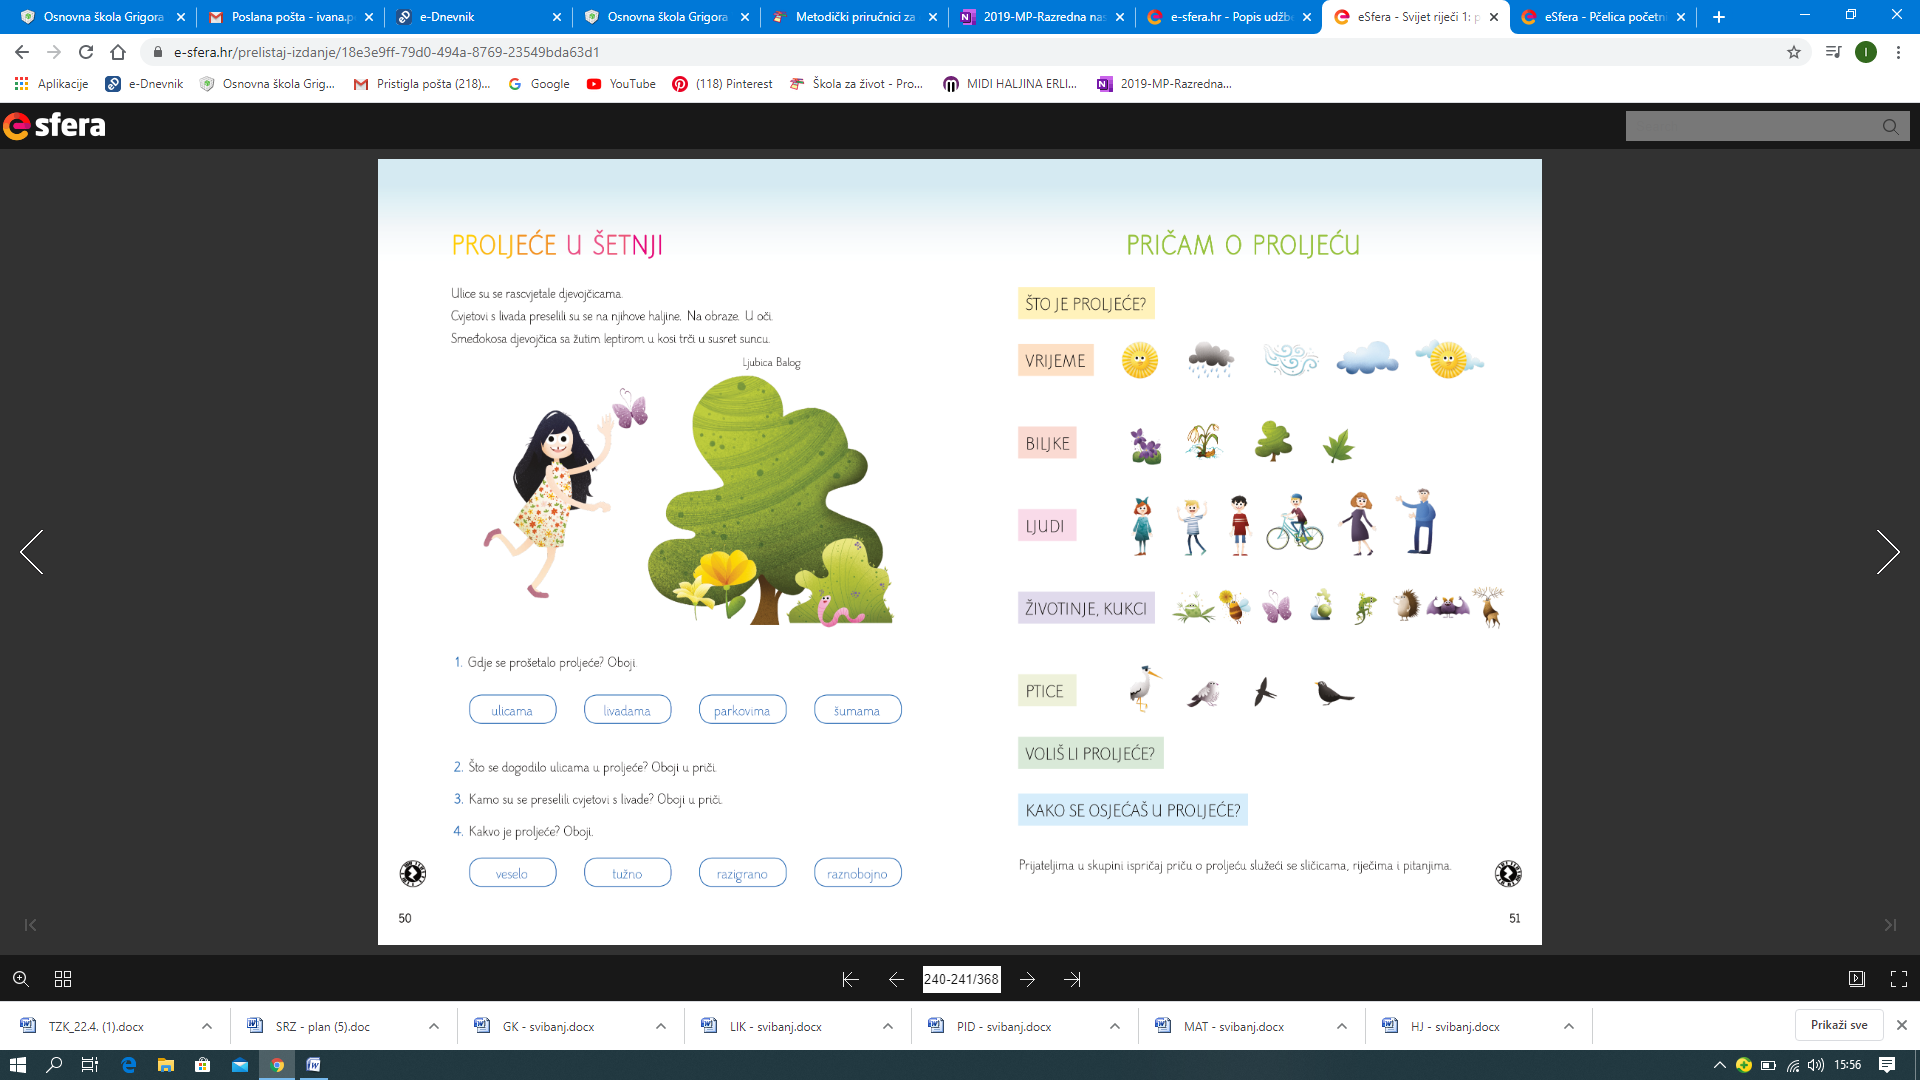 Osnovna škola Grigora
Poslana pošta - ivana.p
e-Dnevnik
Osnovna škola Grigora
Metodički priručnici za
2019-MP-Razredna nas
e-sfera.hr - Popis udžbe
eSfera - Svijet riječi 1: p
eSfera - Pčelica početn
e-sfera.hr/prelistaj-izdanje/18e3e9ff-79d0-494a-8769-23549bda63d1
I
Aplikacije
e-Dnevnik
Osnovna škola Grig...
Pristigla pošta (218)...
Google
YouTube
(118) Pinterest
Škola za život - Pro...
MIDI HALJINA ERLI...
2019-MP-Razredna...
e sfera
PROLJEĆE U ŠETNJI
Ulice su se rascvjetale djevojčicama.
Cvjetovi s livada preselili su se na njihove haljine. Na obraze. U oči.
Smeđokosa djevojčica sa žutim leptirom u kosi trči u susret suncu.
Ljubica Balog
1. Gdje se prošetalo proljeće? Oboji.
ulicama livadama parkovima šumama
2. Što se dogodilo ulicama u proljeće? Oboji u priči.
3. Kamo su se preselili cvjetovi s livade? Oboji u priči.
4. Kakvo je proljeće? Oboji.
veselo tužno razigrano raznobojno
50
PRIČAM O PROLJEĆU
ŠTO JE PROLJEĆE?
VRIJEME
BILJKE
LJUDI
ŽIVOTINJE, KUKCI
PTICE
VOLIŠ LI PROLJEĆE?
KAKO SE OSJEĆAŠ U PROLJEĆE?
Prijateljima u skupini ispričaj priču o proljeću služeći se sličicama, riječima i pitanjima.
51
240-241/368
TZK_22.4. (1).docx
SRZ - plan (5).doc
GK - svibanj.docx
LIK - svibanj.docx
PID - svibanj.docx
MAT - svibanj.docx
HJ - svibanj.docx
Prikaži sve
15:56